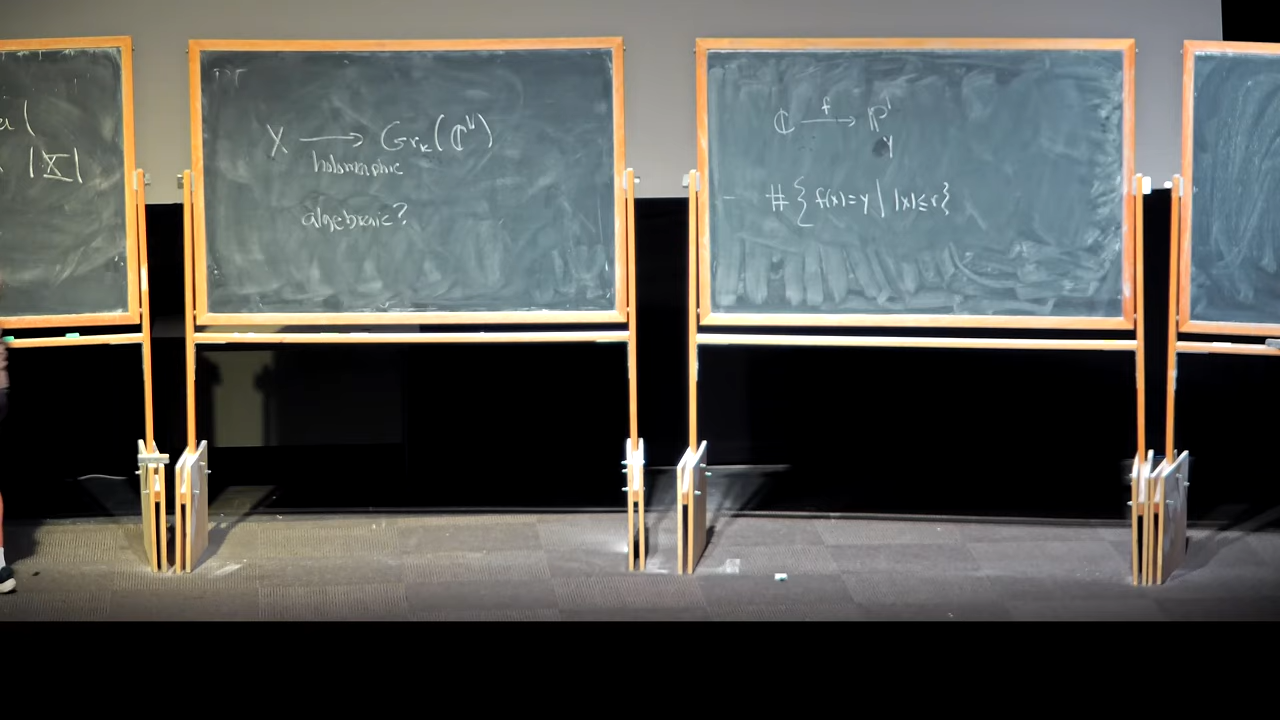 |X|
X → Gr_k(ℂ^N)
holomorphic
algebraic?
ℂ —f→ ℙ¹
y
# { f(x)=y | |x|≤r }